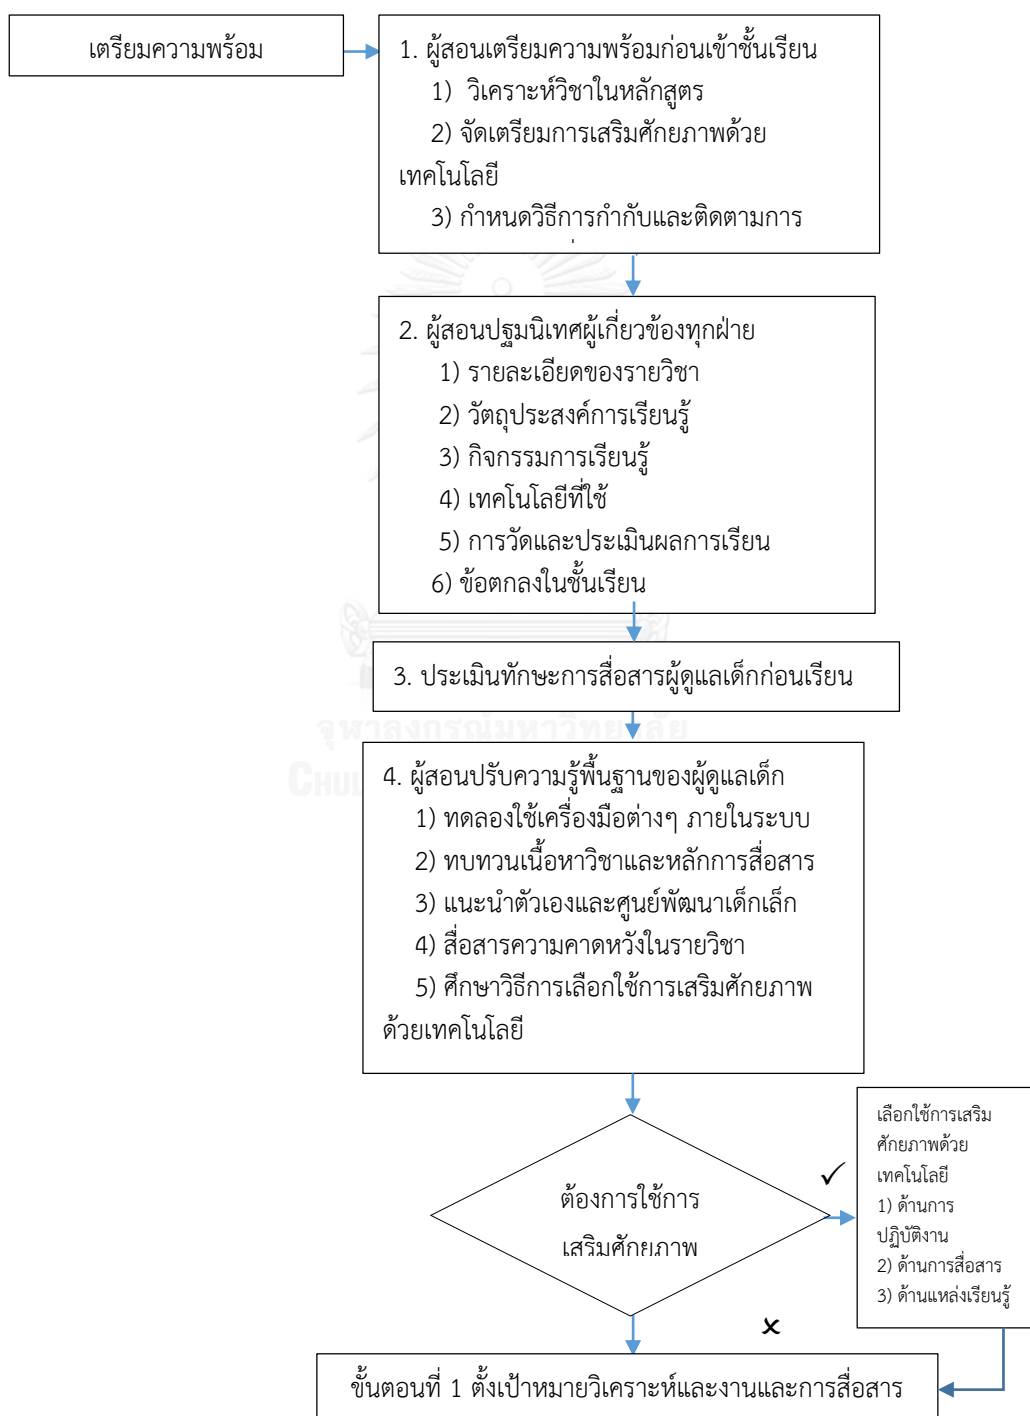 เตรียมความพร้อม
1. ผู้สอนเตรียมความพร้อมก่อนเข้าชั้นเรียน
1) วิเคราะห์วิชาในหลักสูตร
2) จัดเตรียมการเสริมศักยภาพด้วย
เทคโนโลยี
3) กำหนดวิธีการกำกับและติดตามการ
2. ผู้สอนปฐมนิเทศผู้เกี่ยวข้องทุกฝ่าย
1) รายละเอียดของรายวิชา
2) วัตถุประสงค์การเรียนรู้
3) กิจกรรมการเรียนรู้
4) เทคโนโลยีที่ใช้
5) การวัดและประเมินผลการเรียน
6) ข้อตกลงในชั้นเรียน
3. ประเมินทักษะการสื่อสารผู้ดูแลเด็กก่อนเรียน
จุฬาลงกรณ์มหาวิทยาลัย
4. ผู้สอนปรับความรู้พื้นฐานของผู้ดูแลเด็ก
1) ทดลองใช้เครื่องมือต่างๆ ภายในระบบ
2) ทบทวนเนื้อหาวิชาและหลักการสื่อสาร
3) แนะนำตัวเองและศูนย์พัฒนาเด็กเล็ก
4) สื่อสารความคาดหวังในรายวิชา
5) ศึกษาวิธีการเลือกใช้การเสริมศักยภาพ
ด้วยเทคโนโลยี
ต้องการใช้การ
เสริมศักยภาพ
เลือกใช้การเสริม
ศักยภาพด้วย
เทคโนโลยี
1) ด้านการ
ปฏิบัติงาน
2) ด้านการสื่อสาร
3) ด้านแหล่งเรียนรู้
ขั้นตอนที่ 1 ตั้งเป้าหมายวิเคราะห์และงานและการสื่อสาร